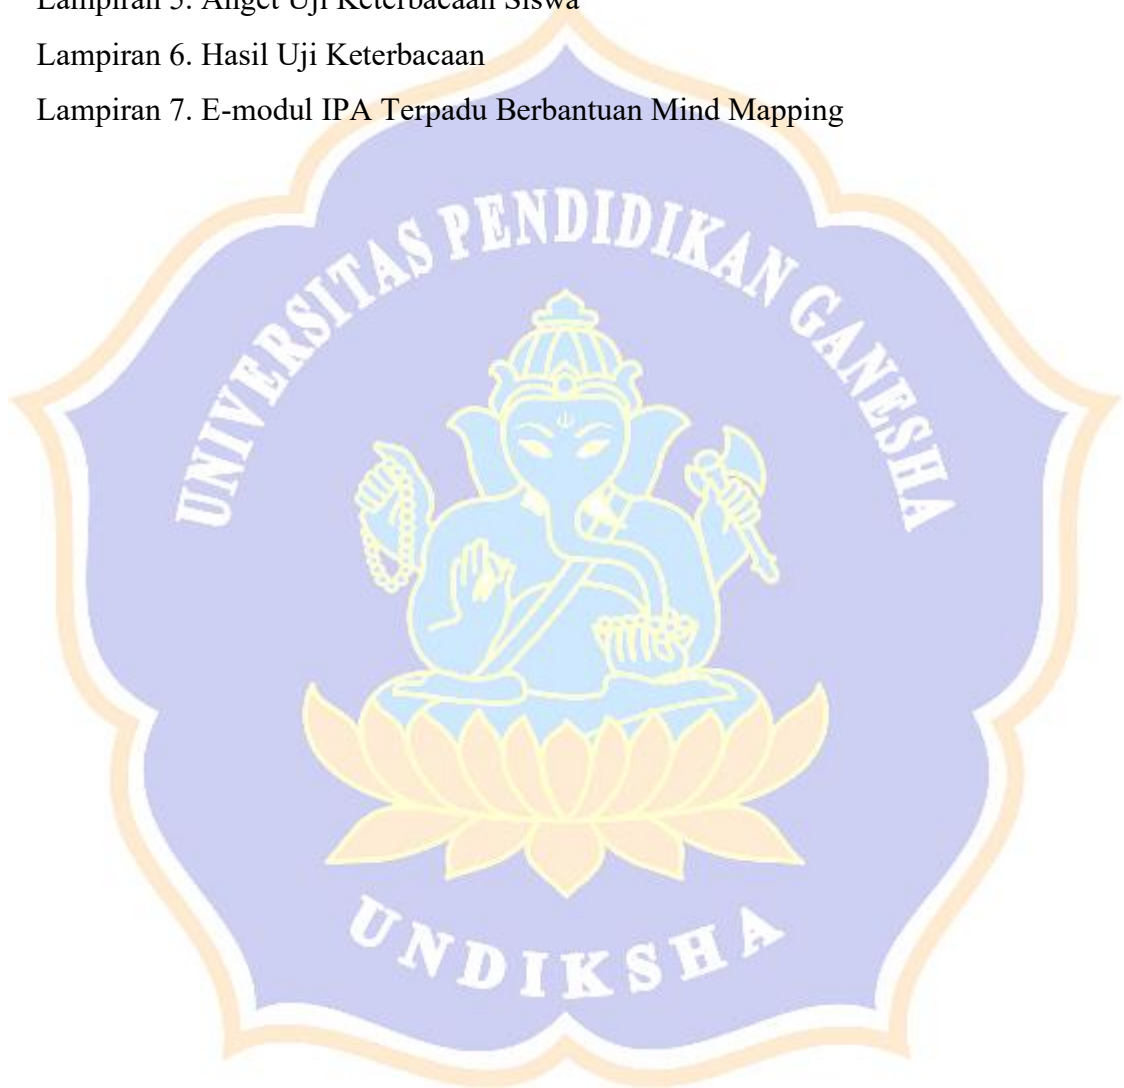 Lampiran 5. Anget Uji Keterbacaan Siswa
Lampiran 6. Hasil Uji Keterbacaan
Lampiran 7. E-modul IPA Terpadu Berbantuan Mind Mapping
UNIVERSITAS PENDIDIKAN GANESHA
UNDIKSHA